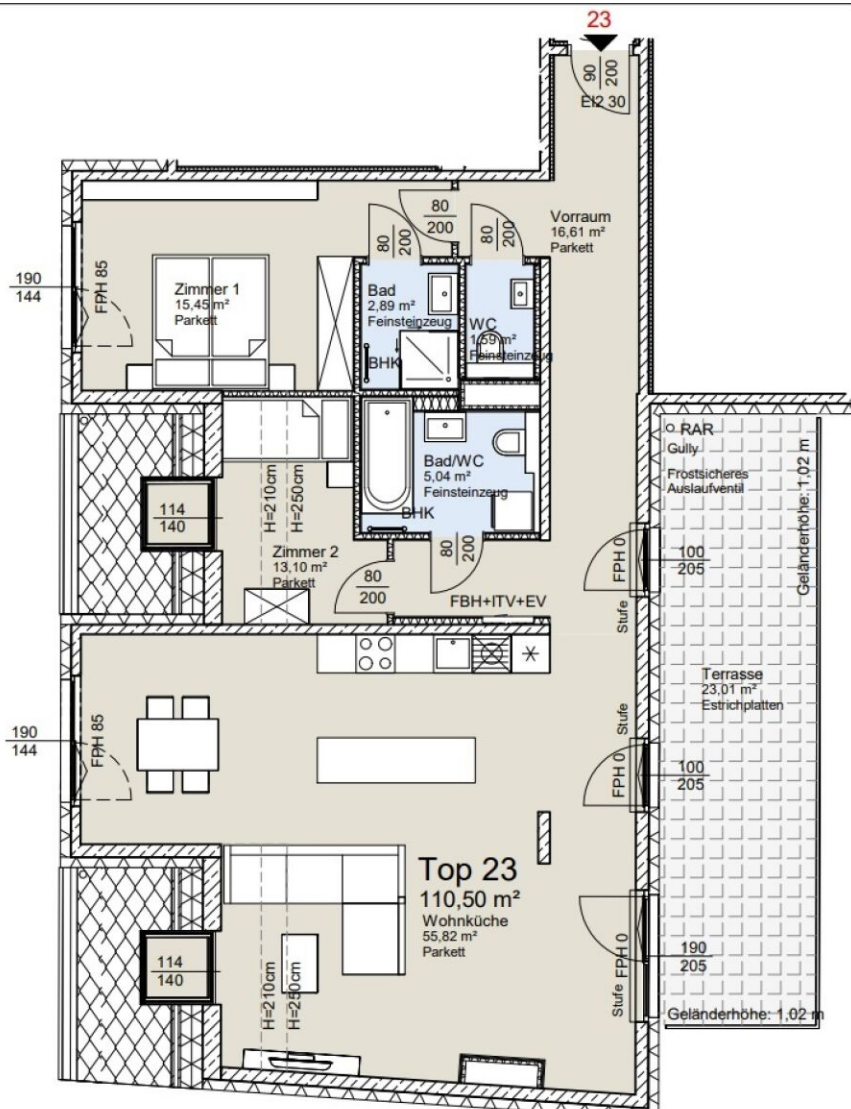 23
90
200
EI2 30
80
200
80
200
80
200
Vorraum
16,61 m²
Parkett
190
144
FPH 85
Zimmer 1
15,45 m²
Parkett
Bad
2,89 m²
Feinsteinzeug
BHK
WC
1,59 m²
Feinsteinzeug
RAR
Gully
Frostsicheres
Auslaufventil
Geländerhöhe: 1,02 m
Bad/WC
5,04 m²
Feinsteinzeug
BHK
114
140
H=210cm
H=250cm
Zimmer 2
13,10 m²
Parkett
80
200
80
200
FBH+ITV+EV
FPH 0
100
205
Stufe
Terrasse
23,01 m²
Estrichplatten
Stufe
190
144
FPH 85
FPH 0
100
205
Top 23
110,50 m²
Wohnküche
55,82 m²
Parkett
114
140
H=210cm
H=250cm
FPH 0
Stufe
190
205
Geländerhöhe: 1,02 m